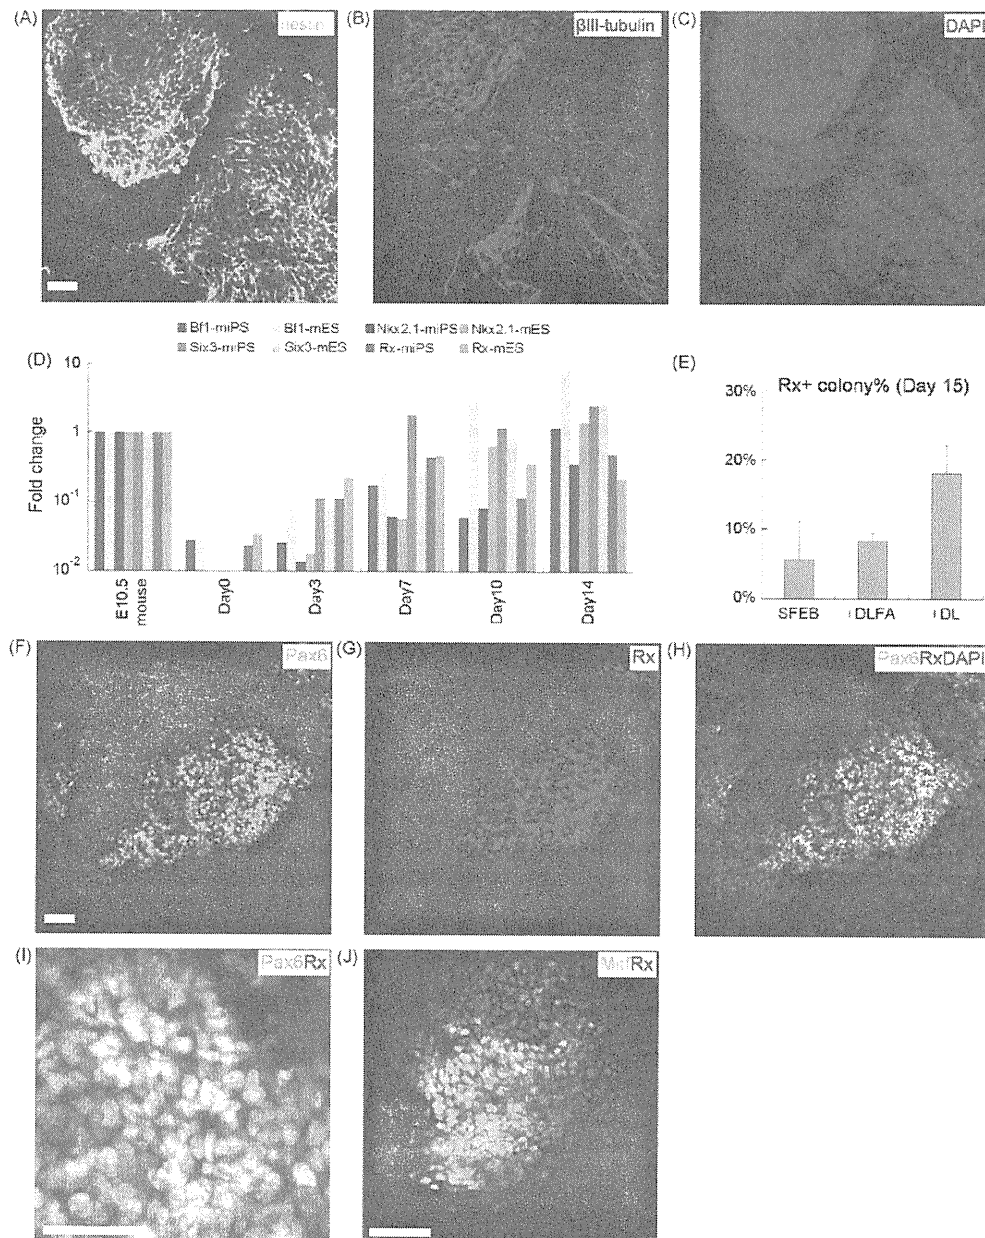 (A)
(B) βIII-tubulin
(C) DAPI
Bf1-miPS Bf1-mES Nkx2.1-miPS Nkx2.1-mES
Six3-miPS Six3-mES Rx-miPS Rx-mES
(D)
Fold change
10
1
10-1
10-2
E10.5 mouse
Day0
Day3
Day7
Day10
Day14
(E)
Rx+ colony% (Day 15)
30%
20%
10%
0%
SFEB
DLFA
DL
(F) Pax6
(G) Rx
(H) Pax6RxDAPI
(I) Pax6Rx
(J) Rx